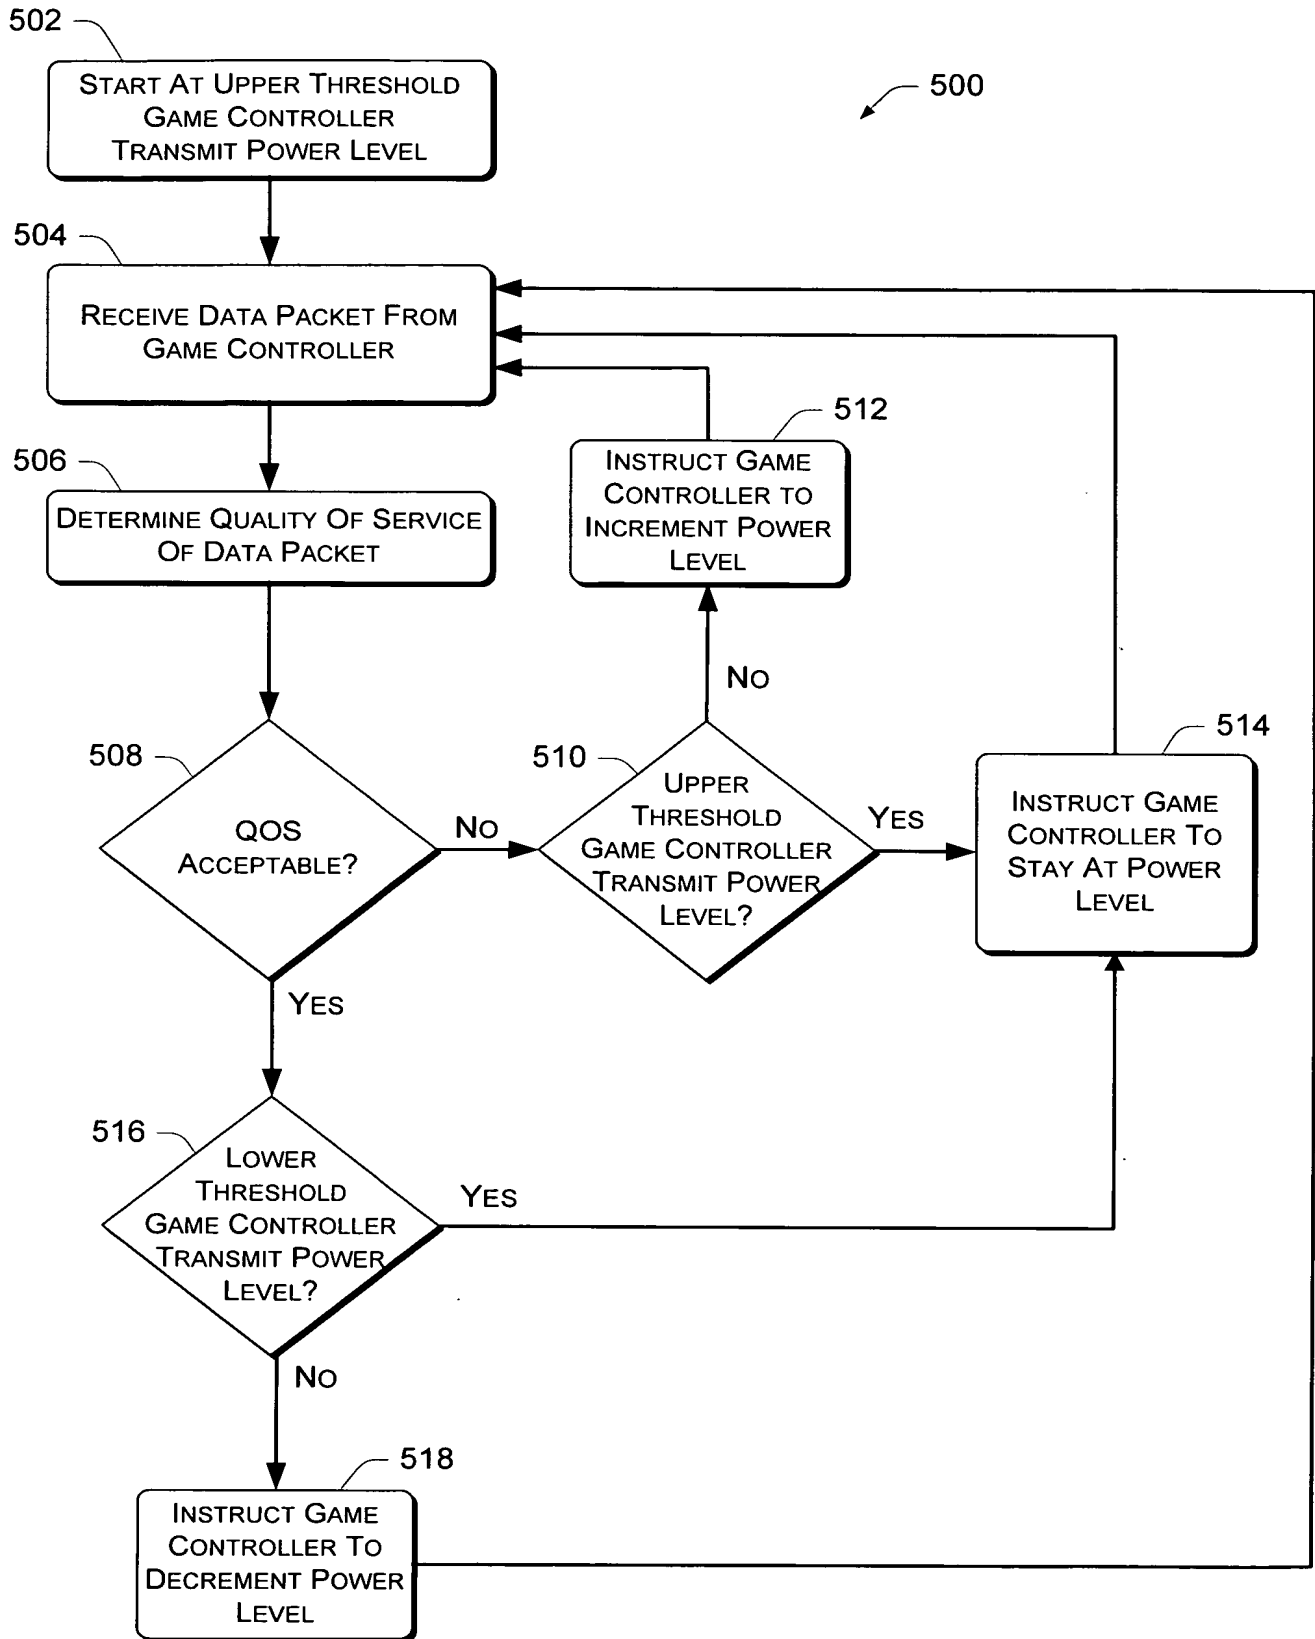 502
START AT UPPER THRESHOLD
GAME CONTROLLER
TRANSMIT POWER LEVEL
500
504
RECEIVE DATA PACKET FROM
GAME CONTROLLER
512
INSTRUCT GAME
CONTROLLER TO
INCREMENT POWER
LEVEL
506
DETERMINE QUALITY OF SERVICE
OF DATA PACKET
NO
508
QOS
ACCEPTABLE?
NO
510
UPPER
THRESHOLD
GAME CONTROLLER
TRANSMIT POWER
LEVEL?
YES
514
INSTRUCT GAME
CONTROLLER TO
STAY AT POWER
LEVEL
YES
516
LOWER
THRESHOLD
GAME CONTROLLER
TRANSMIT POWER
LEVEL?
YES
NO
518
INSTRUCT GAME
CONTROLLER TO
DECREMENT POWER
LEVEL